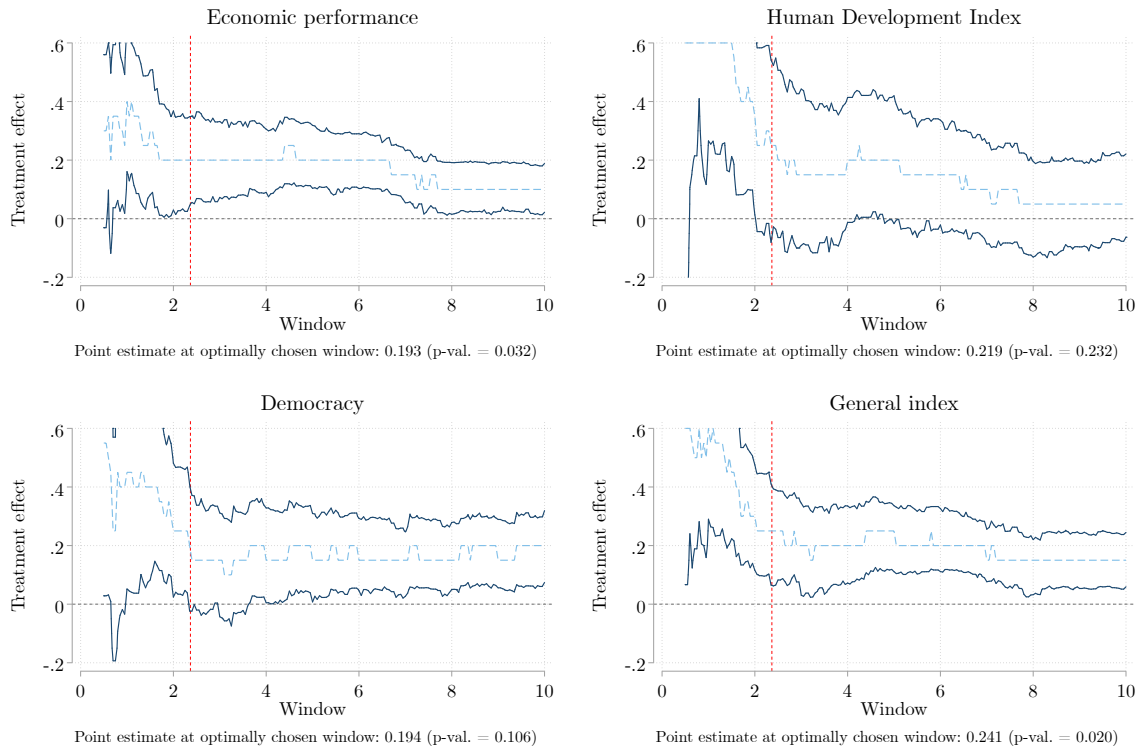 Economic performance
Treatment effect
.6
.4
.2
0
-.2
0 2 4 6 8 10
Window
Point estimate at optimally chosen window: 0.193 (p-val. = 0.032)
Human Development Index
Treatment effect
.6
.4
.2
0
-.2
0 2 4 6 8 10
Window
Point estimate at optimally chosen window: 0.219 (p-val. = 0.232)
Democracy
Treatment effect
.6
.4
.2
0
-.2
0 2 4 6 8 10
Window
Point estimate at optimally chosen window: 0.194 (p-val. = 0.106)
General index
Treatment effect
.6
.4
.2
0
-.2
0 2 4 6 8 10
Window
Point estimate at optimally chosen window: 0.241 (p-val. = 0.020)